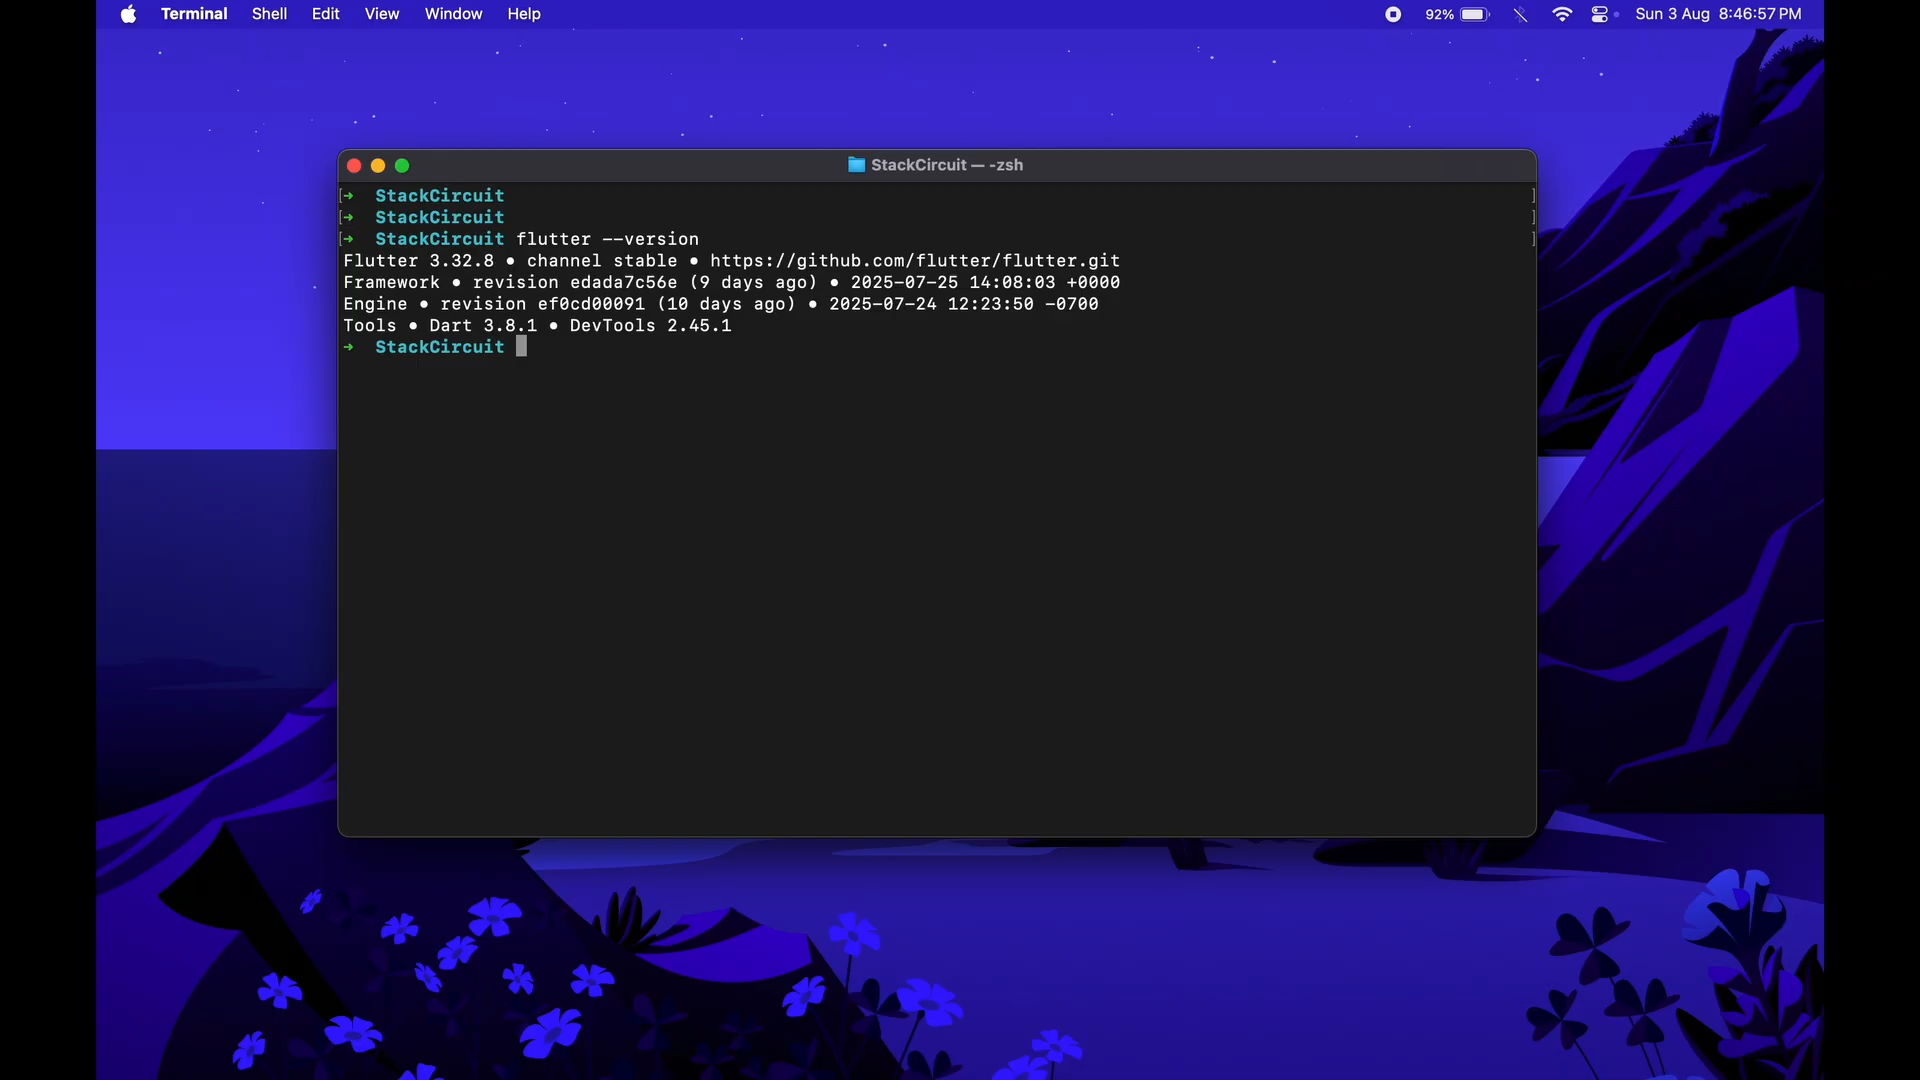 Terminal Shell Edit View Window Help 92% Sun 3 Aug 8:46:57 PM
StackCircuit — -zsh
[➜ StackCircuit ]
[➜ StackCircuit ]
[➜ StackCircuit flutter --version ]
Flutter 3.32.8 • channel stable • https://github.com/flutter/flutter.git
Framework • revision edada7c56e (9 days ago) • 2025-07-25 14:08:03 +0000
Engine • revision ef0cd00091 (10 days ago) • 2025-07-24 12:23:50 -0700
Tools • Dart 3.8.1 • DevTools 2.45.1
➜ StackCircuit